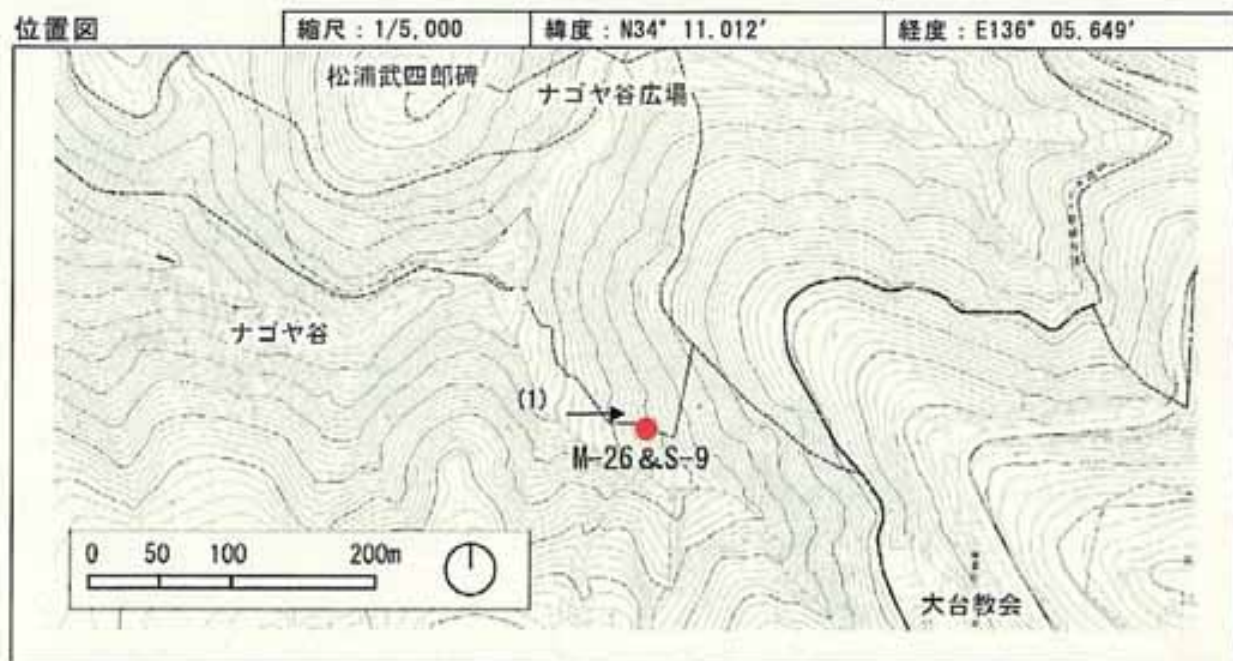 位置図
縮尺：1/5,000
緯度：N34° 11.012′
経度：E136° 05.649′
松浦武四郎碑
ナゴヤ谷広場
ナゴヤ谷
(1)
M-26 & S-9
0 50 100 200m
大台教会